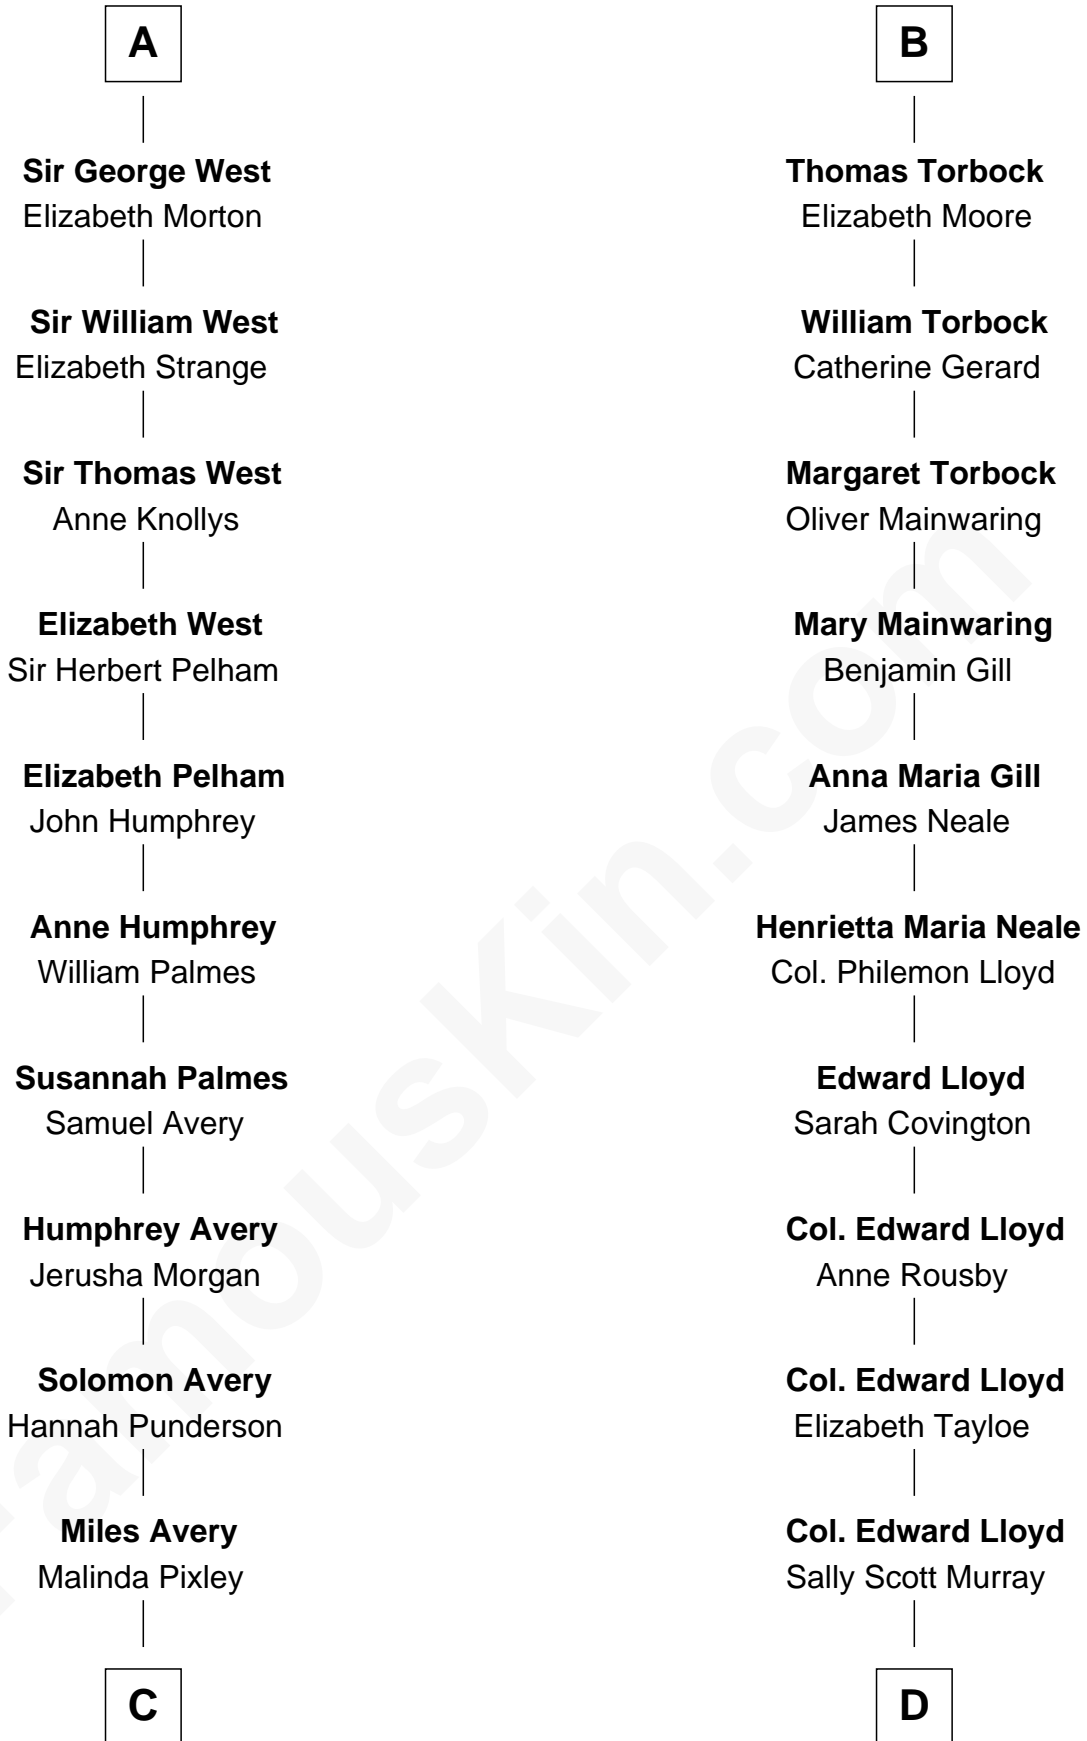 A
Sir George West
Elizabeth Morton
Sir William West
Elizabeth Strange
Sir Thomas West
Anne Knollys
Elizabeth West
Sir Herbert Pelham
Elizabeth Pelham
John Humphrey
Anne Humphrey
William Palmes
Susannah Palmes
Samuel Avery
Humphrey Avery
Jerusha Morgan
Solomon Avery
Hannah Punderson
Miles Avery
Malinda Pixley
C
B
Thomas Torbock
Elizabeth Moore
William Torbock
Catherine Gerard
Margaret Torbock
Oliver Mainwaring
Mary Mainwaring
Benjamin Gill
Anna Maria Gill
James Neale
Henrietta Maria Neale
Col. Philemon Lloyd
Edward Lloyd
Sarah Covington
Col. Edward Lloyd
Anne Rousby
Col. Edward Lloyd
Elizabeth Tayloe
Col. Edward Lloyd
Sally Scott Murray
D
FamousKin.com